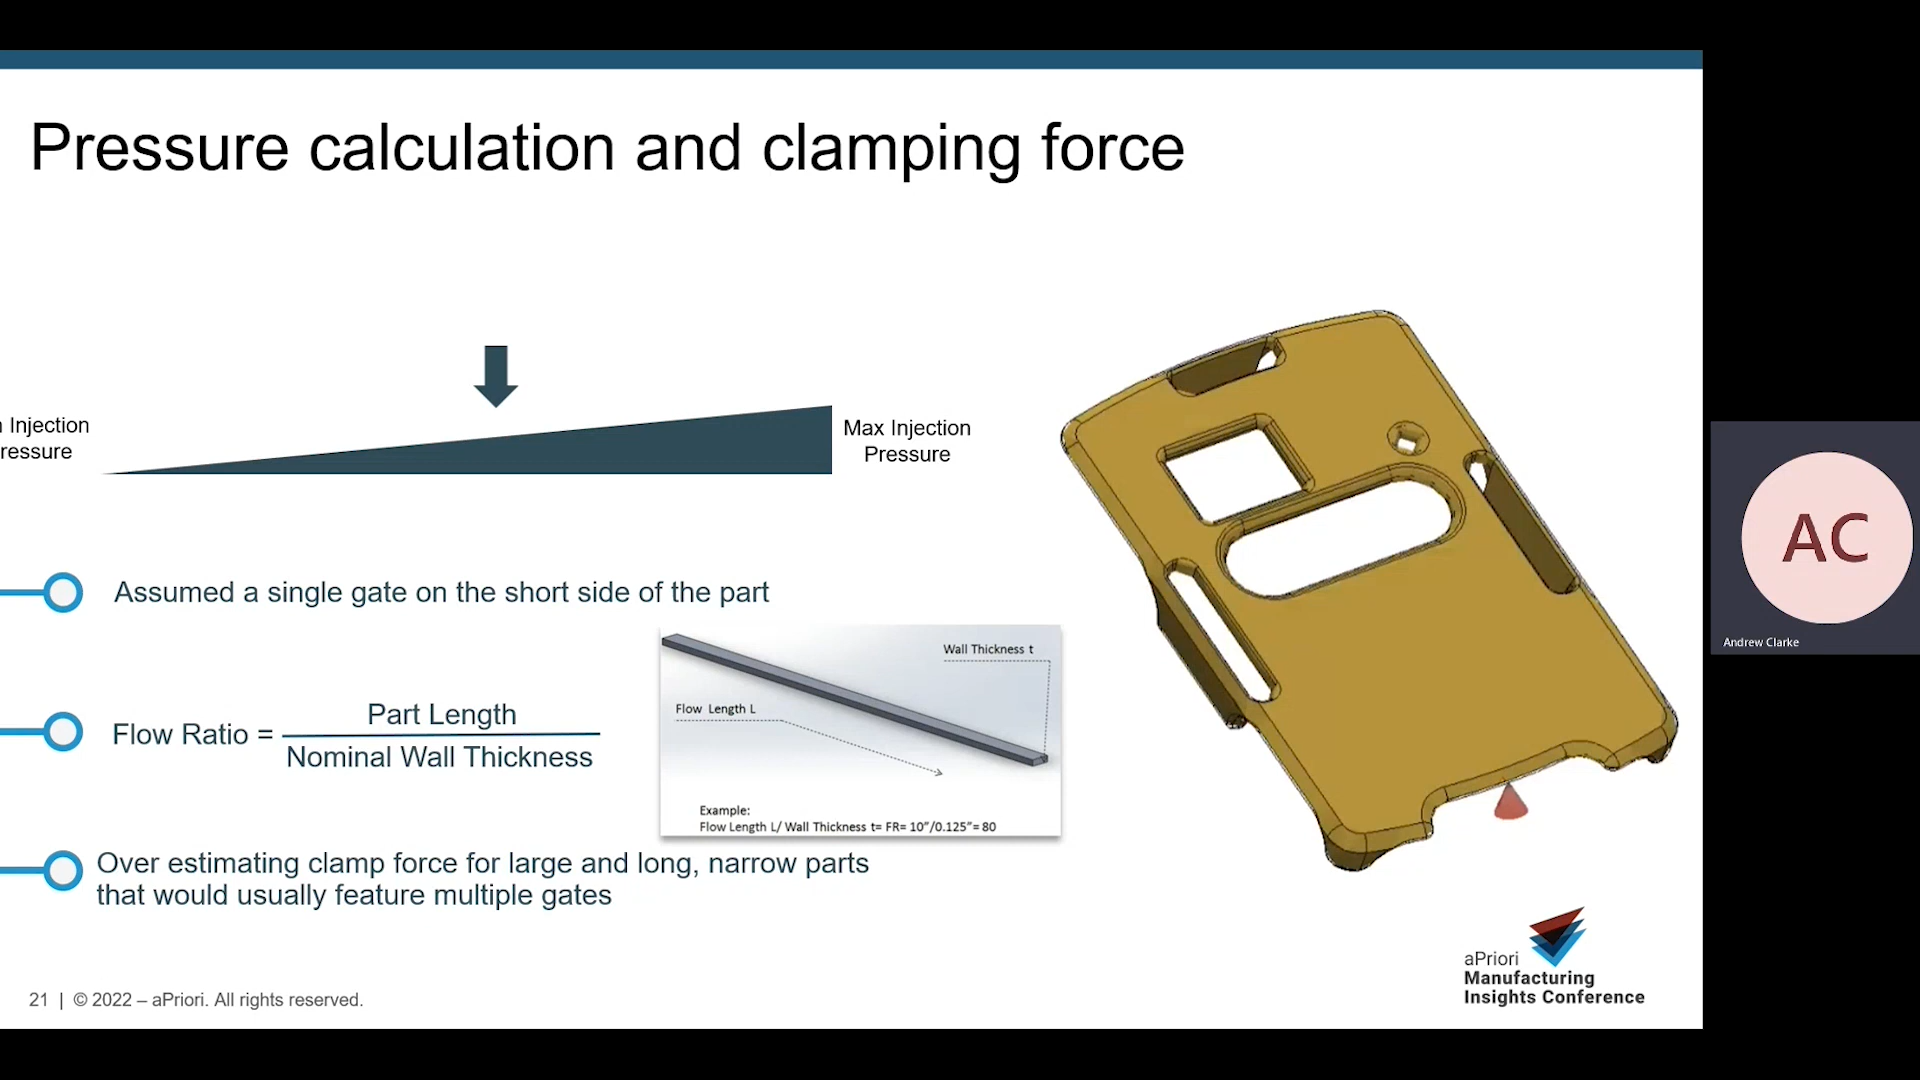 Pressure calculation and clamping force
Injection
ressure
Max Injection
Pressure
Assumed a single gate on the short side of the part
Flow Ratio =
Part Length
Nominal Wall Thickness
Wall Thickness t
Flow Length L
Example:
Flow Length L/ Wall Thickness t= FR= 10"/0.125"= 80
Over estimating clamp force for large and long, narrow parts
that would usually feature multiple gates
21 | © 2022 – aPriori. All rights reserved.
aPriori
Manufacturing
Insights Conference
AC
Andrew Clarke